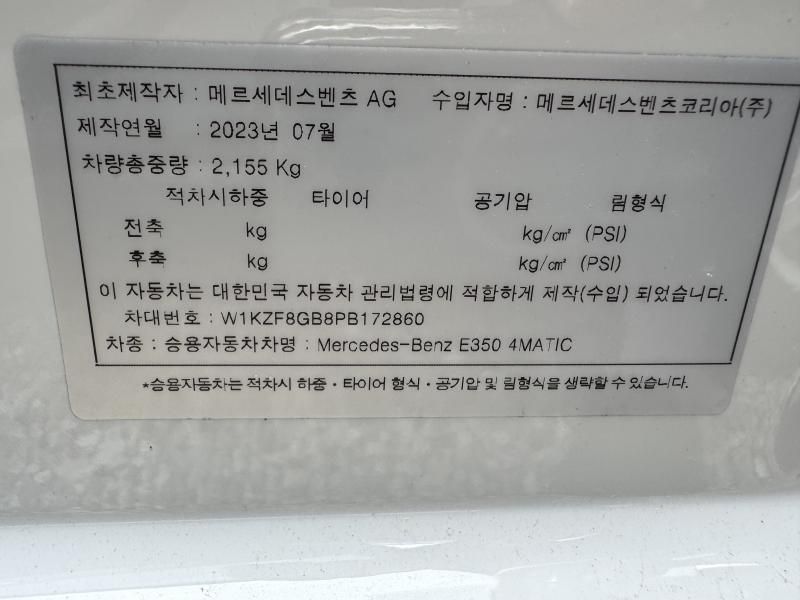 최초제작자 : 메르세데스벤츠 AG 수입자명 : 메르세데스벤츠코리아(주)
제작연월 : 2023년 07월
차량총중량 : 2,155 Kg
적차시하중 타이어 공기압 림형식
전축 kg kg/㎠ (PSI)
후축 kg kg/㎠ (PSI)
이 자동차는 대한민국 자동차 관리법령에 적합하게 제작(수입) 되었습니다.
차대번호 : W1KZF8GB8PB172860
차종 : 승용자동차차명 : Mercedes-Benz E350 4MATIC
*승용자동차는 적차시 하중 · 타이어 형식 · 공기압 및 림형식을 생략할 수 있습니다.